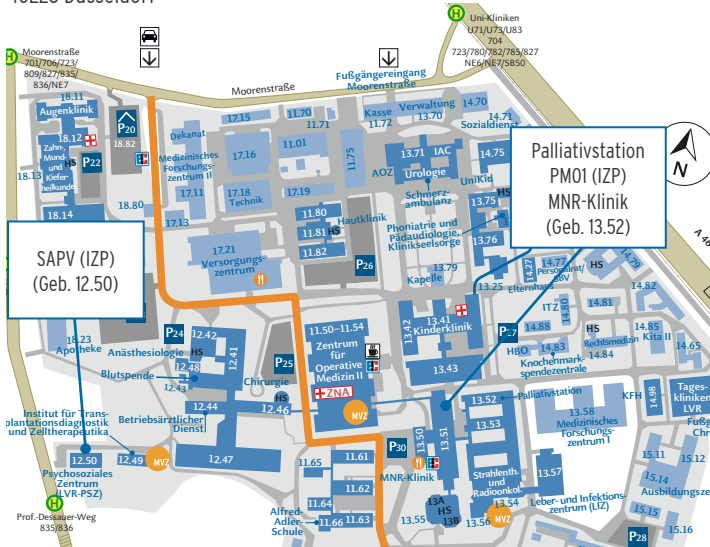 Moorenstraße
701/706/723/
809/827/835/
836/NE7
H
Moorenstraße
Fußgängereingang
Moorenstraße
H
Uni-Kliniken
U71/U73/U83
704
723/780/782/785/827
NE6/NE7/SB50
N
A 46
18.11
Augenklinik
18.12
Zahn-,
Mund-
und
Kiefer-
heilkunde
HS
18.13
18.14
P22
P20
18.82
18.80
17.15
Dekanat
Medizinisches
Forschungs-
zentrum II
17.16
17.11
17.18
Technik
17.13
17.21
Versorgungs-
zentrum
11.70
11.71
11.01
17.19
11.75
11.80
11.81
HS
11.82
Hautklinik
P26
Kasse
11.72
Verwaltung
13.70
14.70
14.71
Sozialdienst
13.71
IAC
Urologie
AOZ
Schmerz-
ambulanz
14.75
UniKid
HS
13.75
Phoniatrie und
Pädaudiologie,
Klinikseelsorge
13.76
13.79
Kapelle
13.25
Elternhaus
14.27
14.77
Personalrat/
BBV
HS
14.79
14.82
ITZ
14.80
14.81
14.88
HBO
14.83
HS
Rechtsmedizin
14.84
14.85
Kita II
14.65
Knochenmark-
spendezentrale
Palliativstation
PM01 (IZP)
MNR-Klinik
(Geb. 13.52)
SAPV (IZP)
(Geb. 12.50)
18.23
Apotheke
P24
12.42
Anästhesiologie
HS
12.41
12.48
Blutspende
12.43
12.44
Betriebsärztlicher
Dienst
12.46
12.47
P25
Chirurgie
HS
11.50–11.54
Zentrum
für
Operative
Medizin II
ZNA
MVZ
13.42
13.41
Kinderklinik
13.43
Institut für Trans-
plantationsdiagnostik
und Zelltherapeutika
12.50
12.49
MVZ
Psychosoziales
Zentrum
(LVR-PSZ)
H
Prof.-Dessauer-Weg
835/836
11.65
11.61
11.62
11.64
11.66
11.63
Alfred-
Adler-
Schule
P30
13.50
13.51
MNR-Klinik
13.52
Palliativstation
13.53
Strahlenth.
und
Radioonkol.
13.54
13.55
13A
HS
13B
13.56
MVZ
13.57
Leber- und Infektions-
zentrum (LIZ)
13.58
Medizinisches
Forschungs-
zentrum I
KFH
14.98
Tages-
kliniken
LVR
15.11
15.12
15.14
Ausbildungsze
15.15
15.16
P28